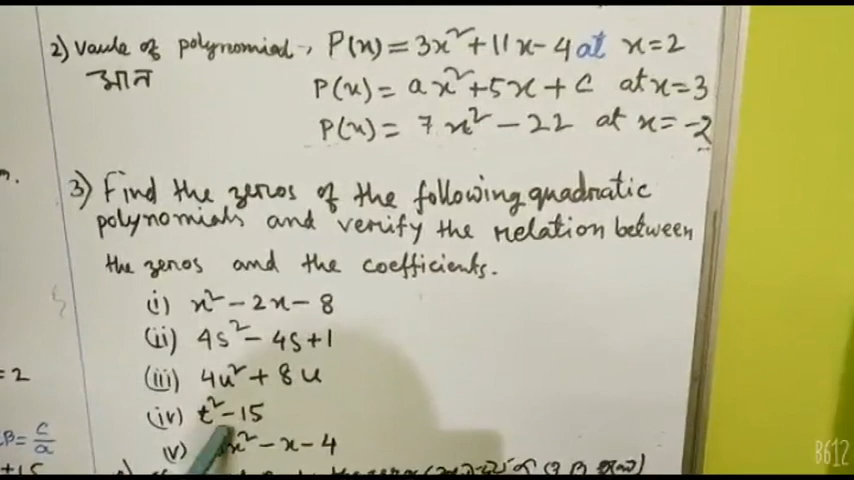 2) Vaule of polynomial, P(x) = 3x²+11x-4 at x=2
मान
P(x) = ax²+5x+c at x=3
P(x) = 7x²-22 at x=-2
m.
3) Find the zeros of the following quadratic
polynomials and verify the relation between
the zeros and the coefficients.
(i) x²-2x-8
(ii) 4s²-4s+1
(iii) 4u²+8u
= 2
(iv) t²-15
β = c/a
(v) x²-x-4
+15
B612